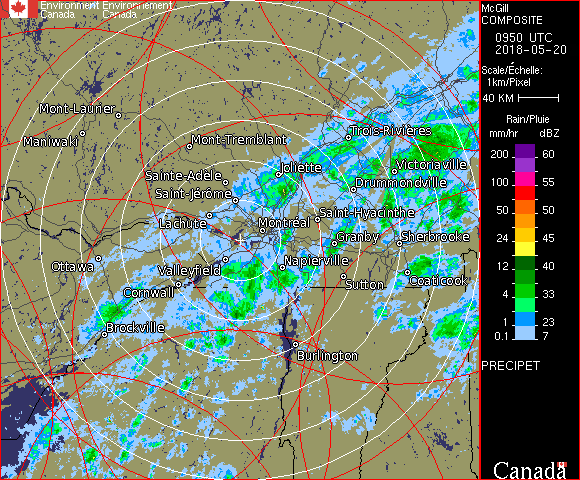 Environment Environnement
Canada Canada
McGill
COMPOSITE
0950 UTC
2018-05-20
Scale/Échelle:
1km/Pixel
40 KM
Rain/Pluie
mm/hr dBZ
200 60
100 55
50 50
24 45
12 40
4 33
1 23
0.1 7
PRECIPET
Canada
Mont-Laurier
Maniwaki
Mont-Tremblant
Trois-Rivières
Sainte-Adèle
Joliette
Victoriaville
Saint-Jérôme
Drummondville
Lachute
Montréal
Saint-Hyacinthe
Granby
Sherbrooke
Ottawa
Valleyfield
Napierville
Cornwall
Sutton
Coaticook
Brockville
Burlington